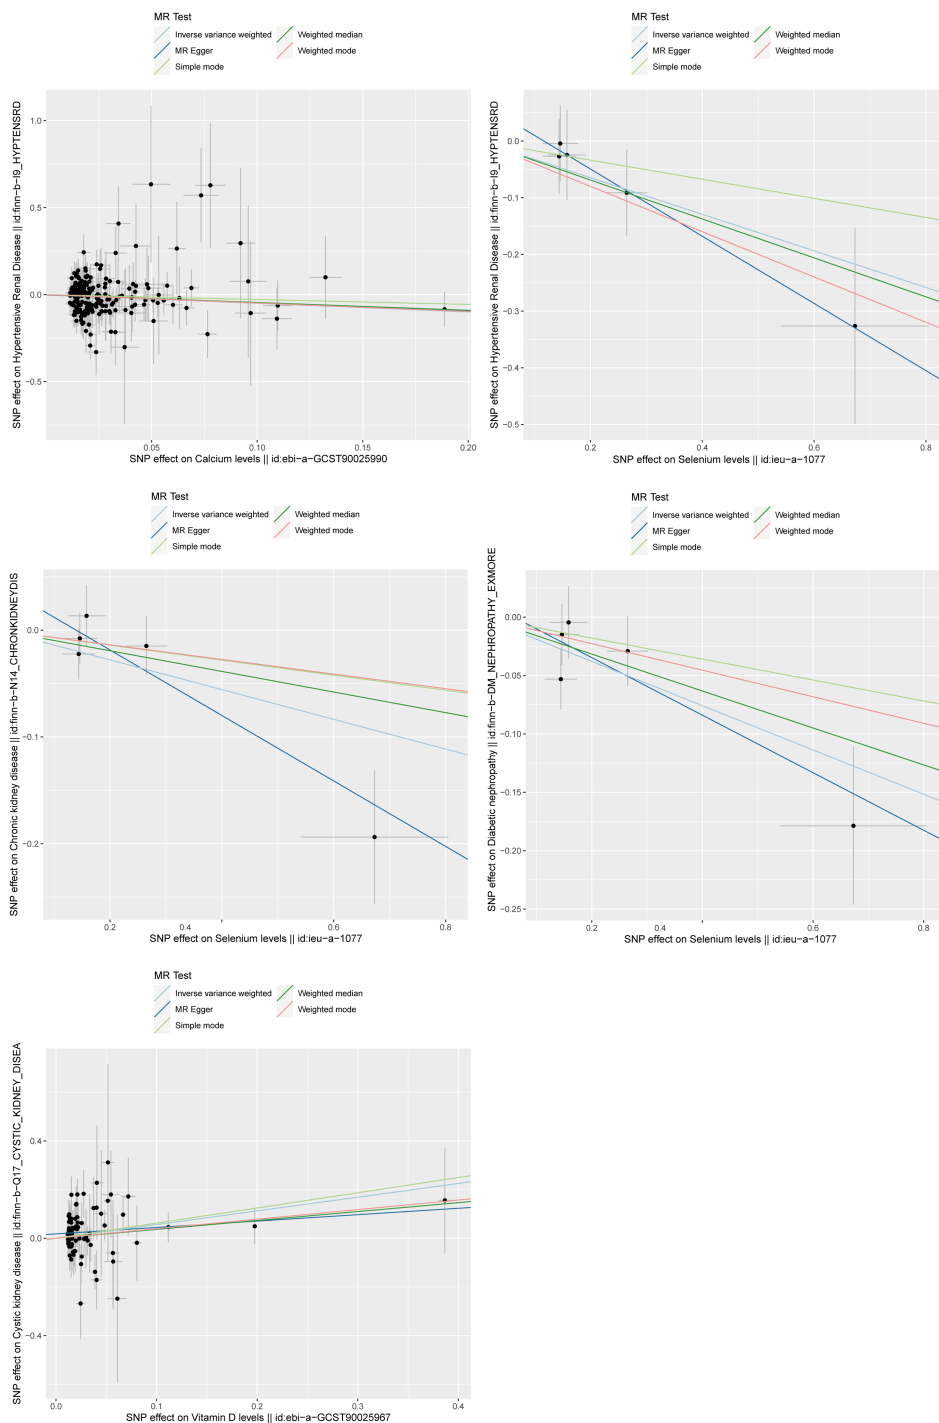 MR Test
Inverse variance weighted
Weighted median
MR Egger
Weighted mode
Simple mode
SNP effect on Hypertensive Renal Disease || id:finn-b-I9_HYPTENSRD
1.0
0.5
0.0
−0.5
0.05
0.10
0.15
0.20
SNP effect on Calcium levels || id:ebi-a-GCST90025990
MR Test
Inverse variance weighted
Weighted median
MR Egger
Weighted mode
Simple mode
SNP effect on Hypertensive Renal Disease || id:finn-b-I9_HYPTENSRD
0.0
−0.1
−0.2
−0.3
−0.4
−0.5
0.2
0.4
0.6
0.8
SNP effect on Selenium levels || id:ieu-a-1077
MR Test
Inverse variance weighted
Weighted median
MR Egger
Weighted mode
Simple mode
SNP effect on Chronic kidney disease || id:finn-b-N14_CHRONKIDNEYDIS
0.0
−0.1
−0.2
0.2
0.4
0.6
0.8
SNP effect on Selenium levels || id:ieu-a-1077
MR Test
Inverse variance weighted
Weighted median
MR Egger
Weighted mode
Simple mode
SNP effect on Diabetic nephropathy || id:finn-b-DM_NEPHROPATHY_EXMORE
0.00
−0.05
−0.10
−0.15
−0.20
−0.25
0.2
0.4
0.6
0.8
SNP effect on Selenium levels || id:ieu-a-1077
MR Test
Inverse variance weighted
Weighted median
MR Egger
Weighted mode
Simple mode
SNP effect on Cystic kidney disease || id:finn-b-Q17_CYSTIC_KIDNEY_DISEA
0.4
0.0
−0.4
0.0
0.1
0.2
0.3
0.4
SNP effect on Vitamin D levels || id:ebi-a-GCST90025967